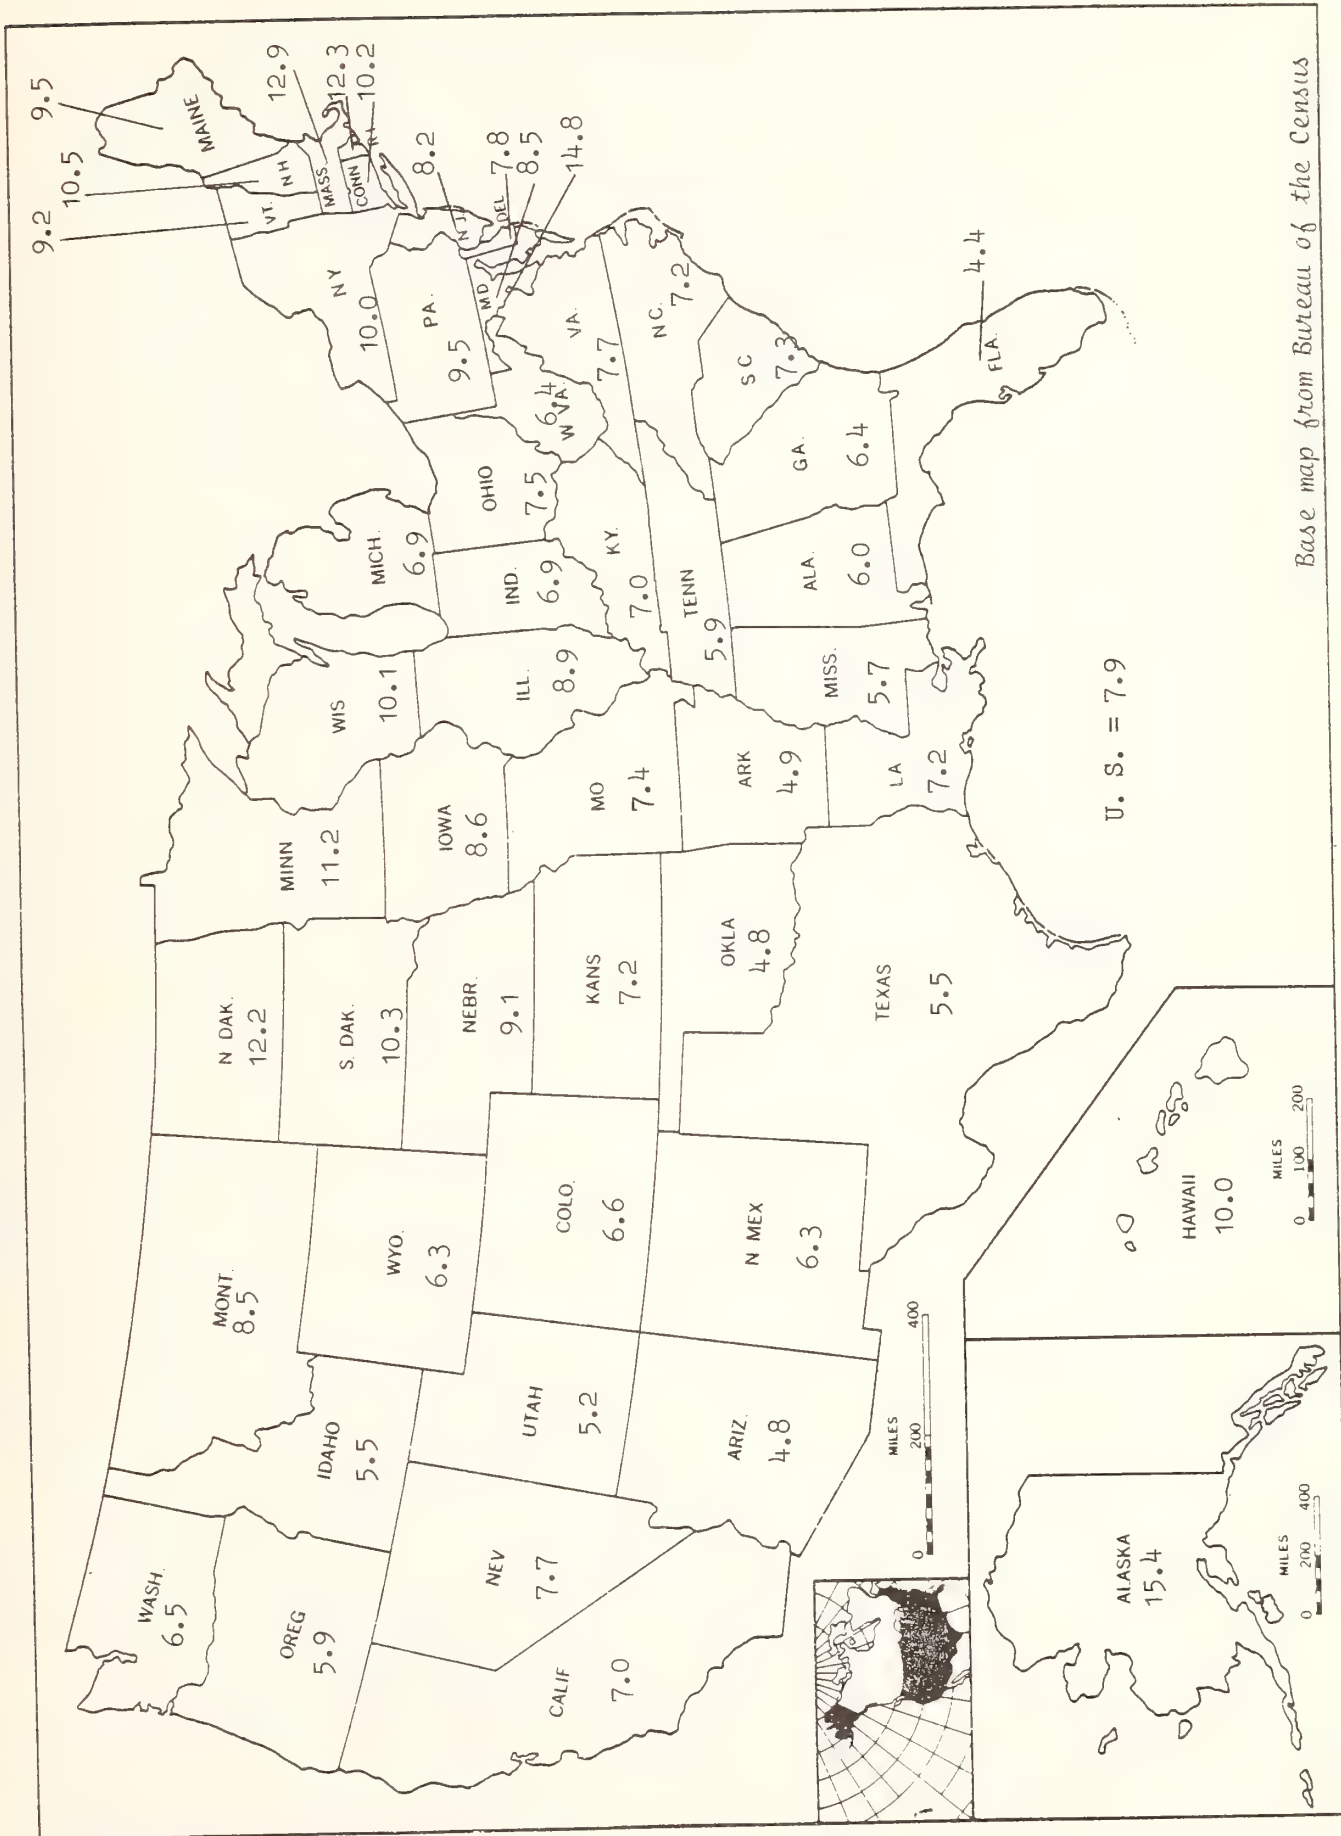 WASH.
6.5
OREG
5.9
CALIF
7.0
NEV
7.7
IDAHO
5.5
MONT.
8.5
WYO.
6.3
UTAH
5.2
ARIZ.
4.8
COLO.
6.6
N MEX
6.3
N DAK.
12.2
S. DAK.
10.3
NEBR.
9.1
KANS
7.2
OKLA
4.8
TEXAS
5.5
MINN
11.2
IOWA
8.6
MO
7.4
ARK
4.9
LA
7.2
WIS
10.1
ILL.
8.9
MICH.
6.9
IND.
6.9
OHIO
7.5
KY.
7.0
TENN
5.9
MISS.
5.7
ALA.
6.0
GA.
6.4
FLA.
4.4
S C
7.3
N C.
7.2
VA.
7.7
W VA.
6.4
PA.
9.5
NY
10.0
VT.
9.2
N H
10.5
MAINE
9.5
MASS.
12.9
R I.
12.3
CONN
10.2
N J.
8.2
DEL
7.8
MD
8.5
14.8
U. S. = 7.9
MILES
0 200 400
ALASKA
15.4
MILES
0 200 400
HAWAII
10.0
MILES
0 100 200
Base map from Bureau of the Census